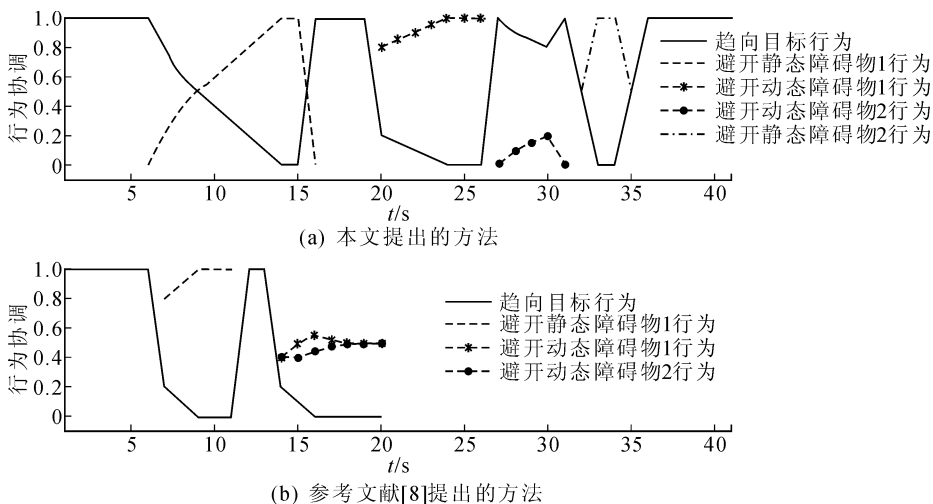 行为协调
1.0
0.8
0.6
0.4
0.2
0
5 10 15 20 25 30 35 40
t/s
趋向目标行为
避开静态障碍物1行为
避开动态障碍物1行为
避开动态障碍物2行为
避开静态障碍物2行为
(a) 本文提出的方法
行为协调
1.0
0.8
0.6
0.4
0.2
0
5 10 15 20 25 30 35 40
t/s
趋向目标行为
避开静态障碍物1行为
避开动态障碍物1行为
避开动态障碍物2行为
(b) 参考文献[8]提出的方法